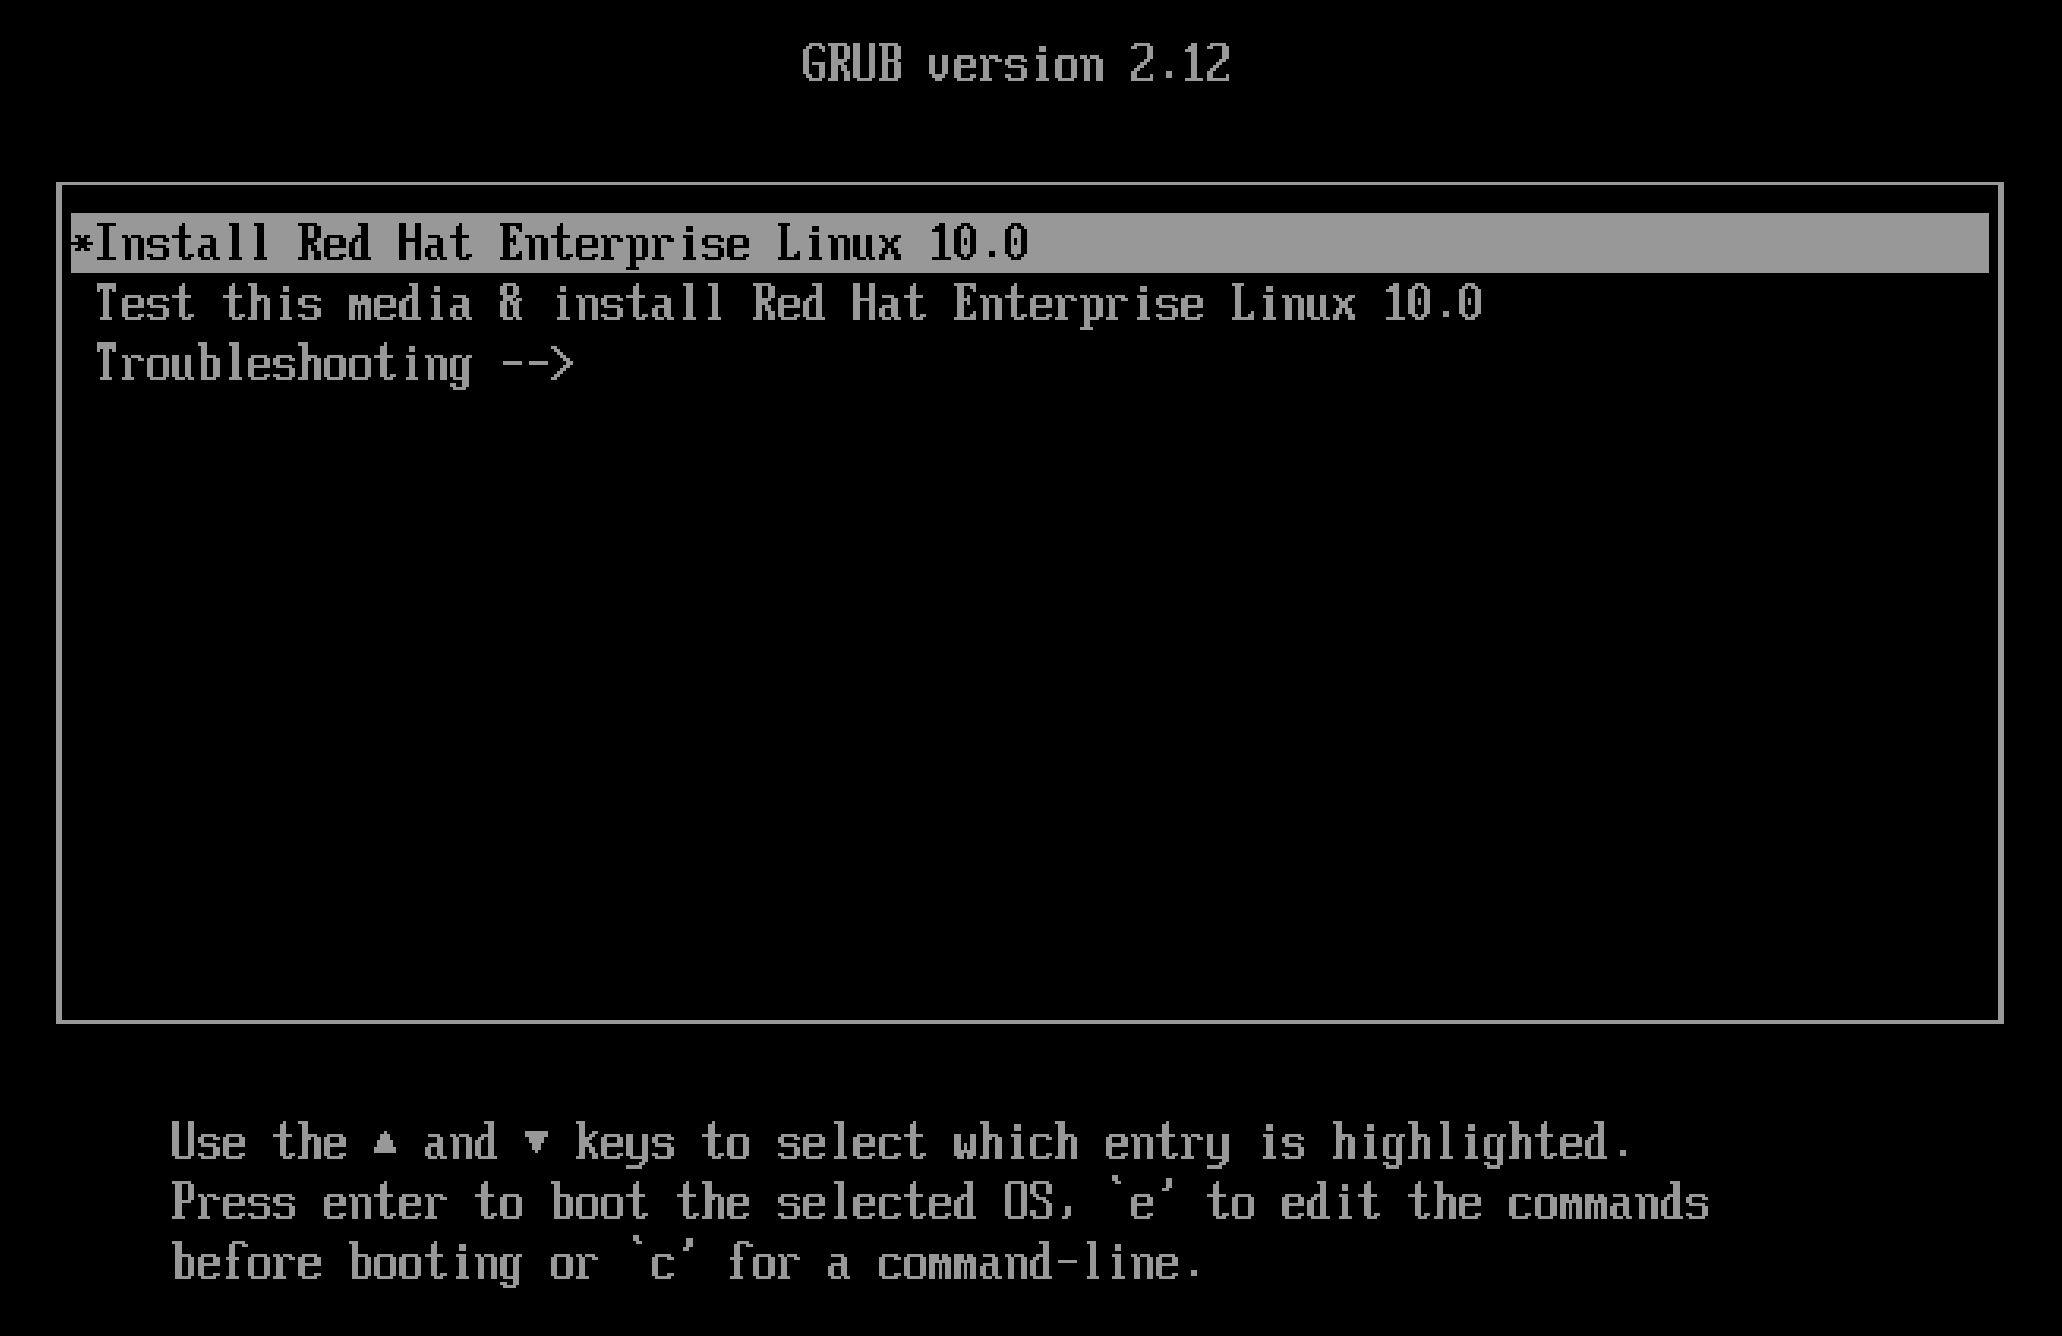 GRUB version 2.12
*Install Red Hat Enterprise Linux 10.0
Test this media & install Red Hat Enterprise Linux 10.0
Troubleshooting -->
Use the ▲ and ▼ keys to select which entry is highlighted.
Press enter to boot the selected OS, `e' to edit the commands
before booting or `c' for a command-line.